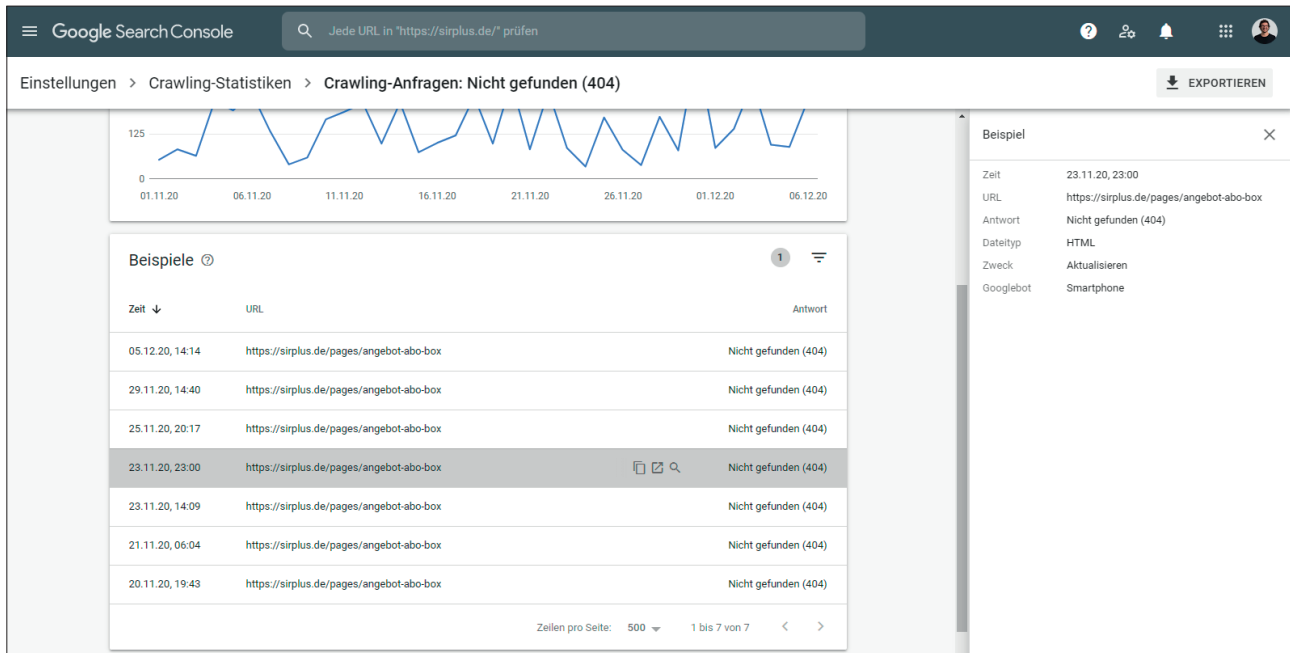 Google Search Console
Jede URL in "https://sirplus.de/" prüfen
Einstellungen > Crawling-Statistiken > Crawling-Anfragen: Nicht gefunden (404)
EXPORTIEREN
125
0
01.11.20 06.11.20 11.11.20 16.11.20 21.11.20 26.11.20 01.12.20 06.12.20
Beispiele
1
Zeit URL Antwort
05.12.20, 14:14 https://sirplus.de/pages/angebot-abo-box Nicht gefunden (404)
29.11.20, 14:40 https://sirplus.de/pages/angebot-abo-box Nicht gefunden (404)
25.11.20, 20:17 https://sirplus.de/pages/angebot-abo-box Nicht gefunden (404)
23.11.20, 23:00 https://sirplus.de/pages/angebot-abo-box Nicht gefunden (404)
23.11.20, 14:09 https://sirplus.de/pages/angebot-abo-box Nicht gefunden (404)
21.11.20, 06:04 https://sirplus.de/pages/angebot-abo-box Nicht gefunden (404)
20.11.20, 19:43 https://sirplus.de/pages/angebot-abo-box Nicht gefunden (404)
Zeilen pro Seite: 500 1 bis 7 von 7
Beispiel
Zeit 23.11.20, 23:00
URL https://sirplus.de/pages/angebot-abo-box
Antwort Nicht gefunden (404)
Dateityp HTML
Zweck Aktualisieren
Googlebot Smartphone